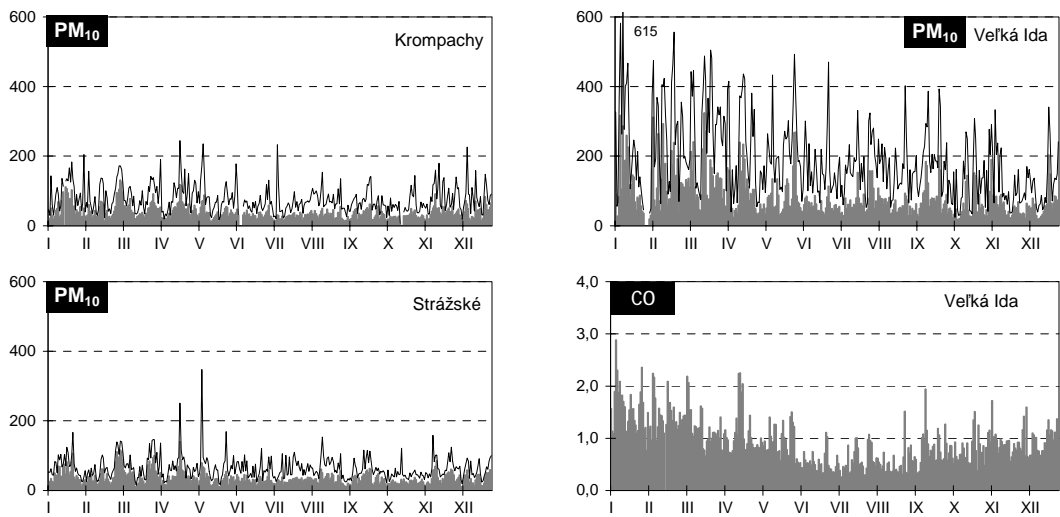 PM₁₀
Krompachy
600
400
200
0
I II III IV V VI VII VIII IX X XI XII
615
PM₁₀ Veľká Ida
600
400
200
0
I II III IV V VI VII VIII IX X XI XII
PM₁₀
Strážské
600
400
200
0
I II III IV V VI VII VIII IX X XI XII
CO
Veľká Ida
4,0
3,0
2,0
1,0
0,0
I II III IV V VI VII VIII IX X XI XII